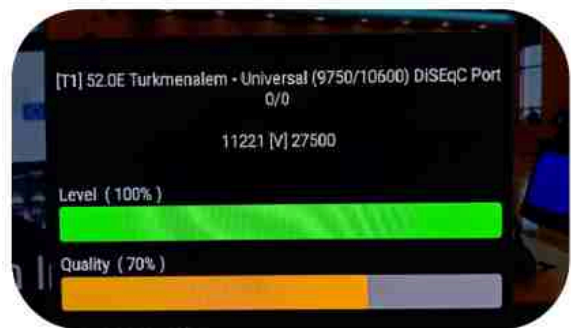 [T1] 52.0E Turkmenalem - Universal (9750/10600) DiSEqC Port
0/0
11221 [V] 27500
Level ( 100% )
Quality ( 70% )